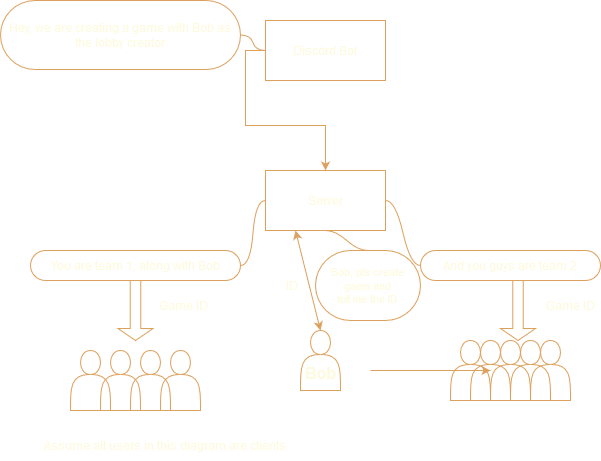 Hey, we are creating a game with Bob as
the lobby creator
Discord Bot
Server
You are team 1, along with Bob
Bob, pls create
game and
tell me the ID
And you guys are team 2
ID
Game ID
Game ID
Bob
Assume all users in this diagram are clients